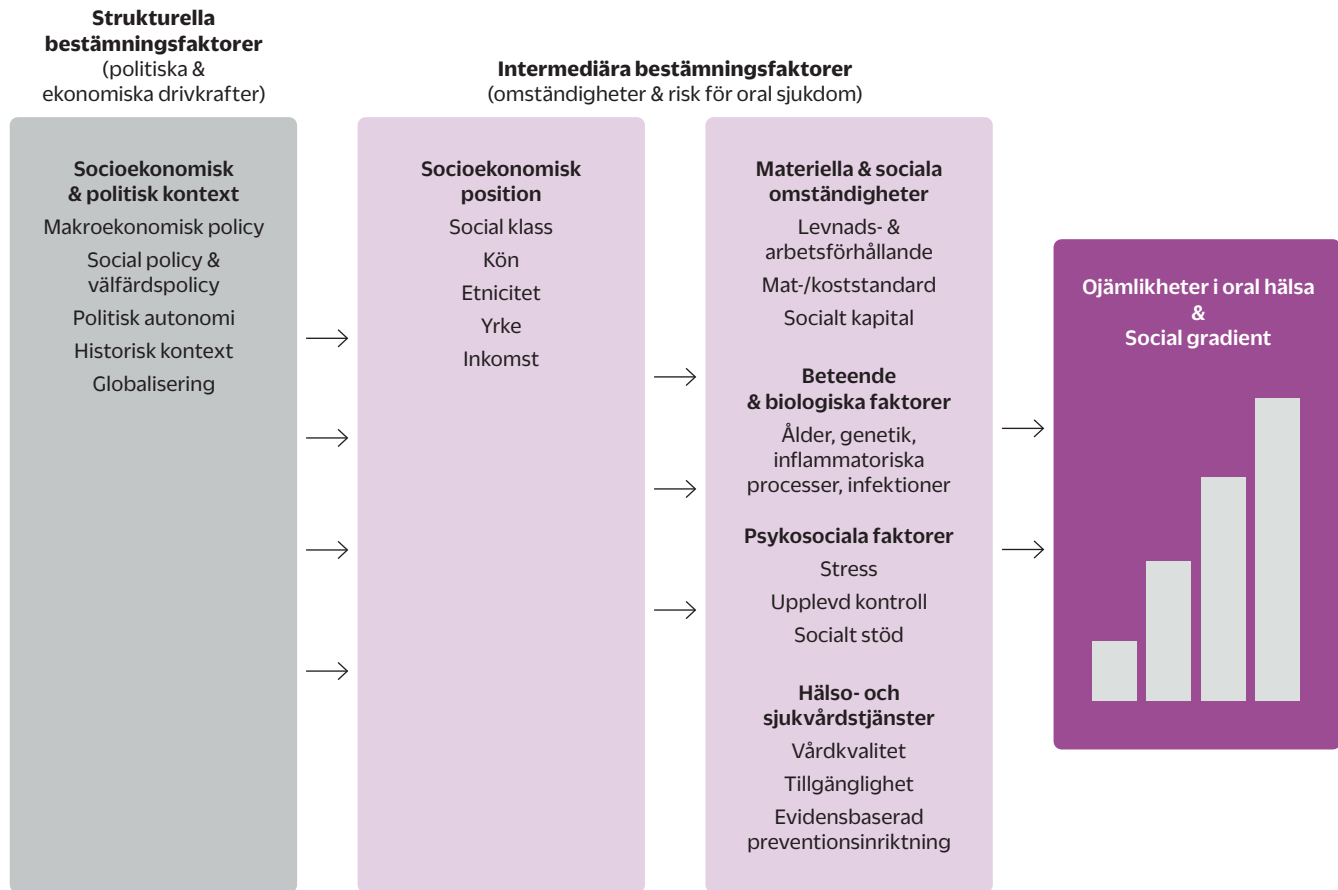 Strukturella
bestämningsfaktorer
(politiska &
ekonomiska drivkrafter)
Intermediära bestämningsfaktorer
(omständigheter & risk för oral sjukdom)
Socioekonomisk
& politisk kontext
Makroekonomisk policy
Social policy &
välfärdspolicy
Politisk autonomi
Historisk kontext
Globalisering
Socioekonomisk
position
Social klass
Kön
Etnicitet
Yrke
Inkomst
Materiella & sociala
omständigheter
Levnads- &
arbetsförhållande
Mat-/koststandard
Socialt kapital
Beteende
& biologiska faktorer
Ålder, genetik,
inflammatoriska
processer, infektioner
Psykosociala faktorer
Stress
Upplevd kontroll
Socialt stöd
Hälso- och
sjukvårdstjänster
Vårdkvalitet
Tillgänglighet
Evidensbaserad
preventionsinriktning
Ojämlikheter i oral hälsa
&
Social gradient